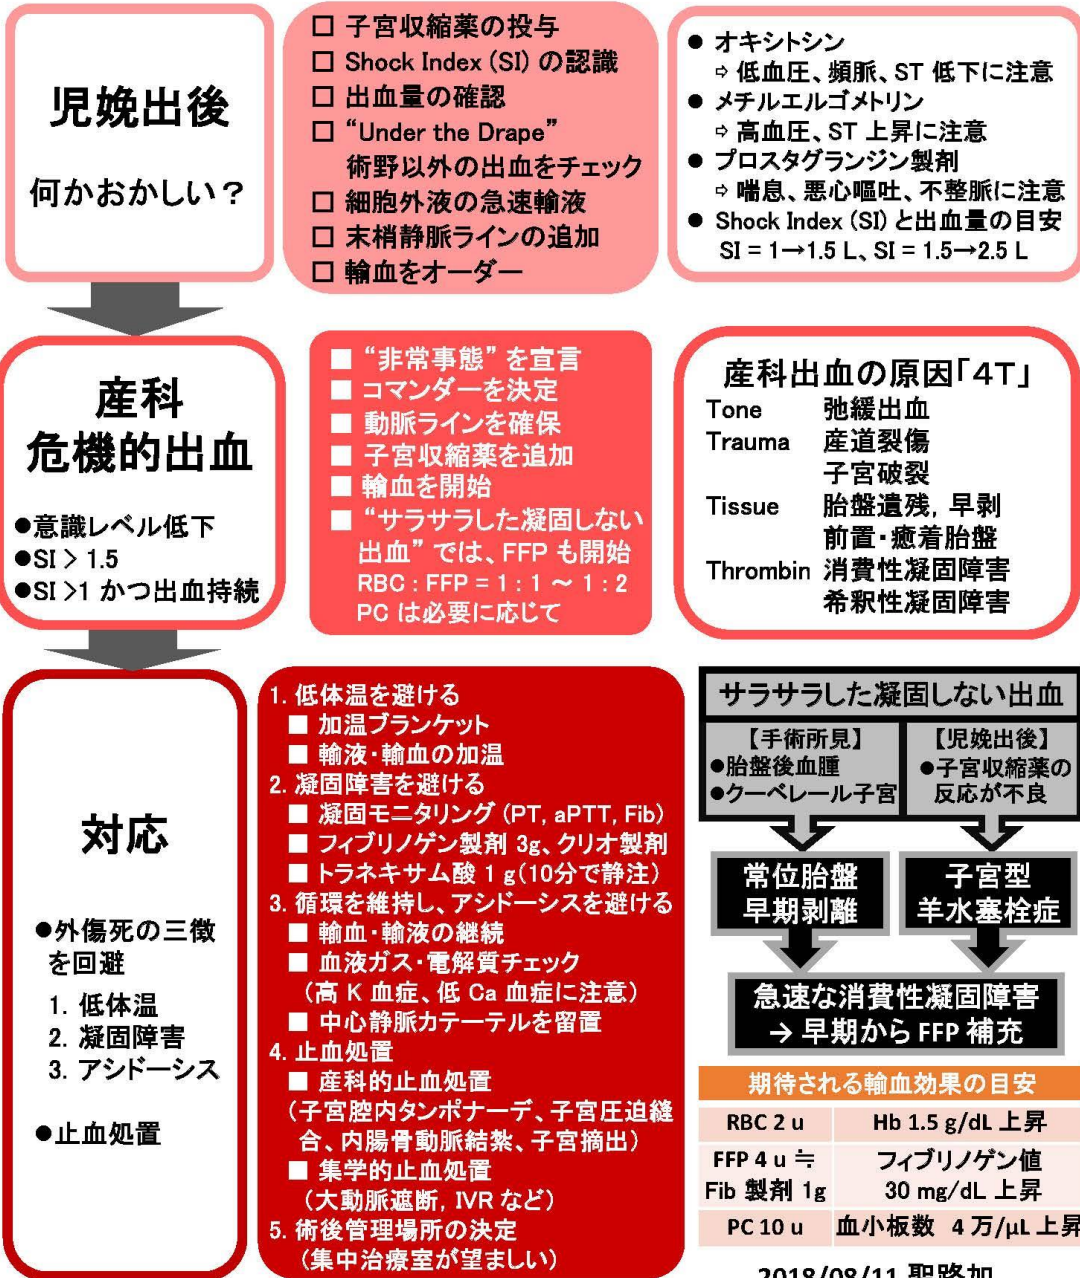 児娩出後
何かおかしい？
□ 子宮収縮薬の投与
□ Shock Index (SI) の認識
□ 出血量の確認
□ “Under the Drape”
術野以外の出血をチェック
□ 細胞外液の急速輸液
□ 末梢静脈ラインの追加
□ 輸血をオーダー
● オキシトシン
⇨ 低血圧、頻脈、ST 低下に注意
● メチルエルゴメトリン
⇨ 高血圧、ST 上昇に注意
● プロスタグランジン製剤
⇨ 喘息、悪心嘔吐、不整脈に注意
● Shock Index (SI) と出血量の目安
SI = 1→1.5 L、SI = 1.5→2.5 L
産科
危機的出血
●意識レベル低下
●SI > 1.5
●SI >1 かつ出血持続
■ “非常事態” を宣言
■ コマンダーを決定
■ 動脈ラインを確保
■ 子宮収縮薬を追加
■ 輸血を開始
■ “サラサラした凝固しない
出血” では、FFP も開始
RBC : FFP = 1 : 1 ～ 1 : 2
PC は必要に応じて
産科出血の原因「4T」
Tone 弛緩出血
Trauma 産道裂傷
子宮破裂
Tissue 胎盤遺残, 早剥
前置・癒着胎盤
Thrombin 消費性凝固障害
希釈性凝固障害
対応
●外傷死の三徴
を回避
1. 低体温
2. 凝固障害
3. アシドーシス
●止血処置
1. 低体温を避ける
■ 加温ブランケット
■ 輸液・輸血の加温
2. 凝固障害を避ける
■ 凝固モニタリング (PT, aPTT, Fib)
■ フィブリノゲン製剤 3g、クリオ製剤
■ トラネキサム酸 1 g(10分で静注)
3. 循環を維持し、アシドーシスを避ける
■ 輸血・輸液の継続
■ 血液ガス・電解質チェック
(高 K 血症、低 Ca 血症に注意)
■ 中心静脈カテーテルを留置
4. 止血処置
■ 産科的止血処置
(子宮腔内タンポナーデ、子宮圧迫縫
合、内腸骨動脈結紮、子宮摘出)
■ 集学的止血処置
(大動脈遮断, IVR など)
5. 術後管理場所の決定
(集中治療室が望ましい)
サラサラした凝固しない出血
【手術所見】
●胎盤後血腫
●クーベレール子宮
【児娩出後】
●子宮収縮薬の
反応が不良
常位胎盤
早期剥離
子宮型
羊水塞栓症
急速な消費性凝固障害
→ 早期から FFP 補充
期待される輸血効果の目安
RBC 2 u Hb 1.5 g/dL 上昇
FFP 4 u ≒ フィブリノゲン値
Fib 製剤 1g 30 mg/dL 上昇
PC 10 u 血小板数 4 万/μL 上昇
2018/08/11 聖路加